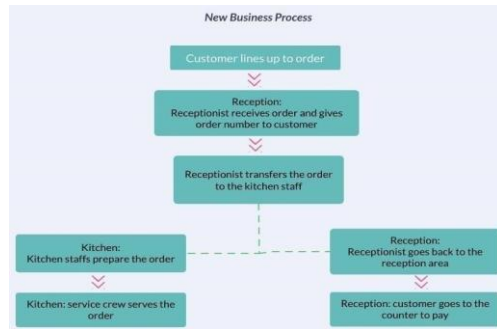 New Business Process
Customer lines up to order
Reception:
Receptionist receives order and gives
order number to customer
Receptionist transfers the order
to the kitchen staff
Kitchen:
Kitchen staffs prepare the order
Reception:
Receptionist goes back to the
reception area
Kitchen: service crew serves the
order
Reception: customer goes to the
counter to pay